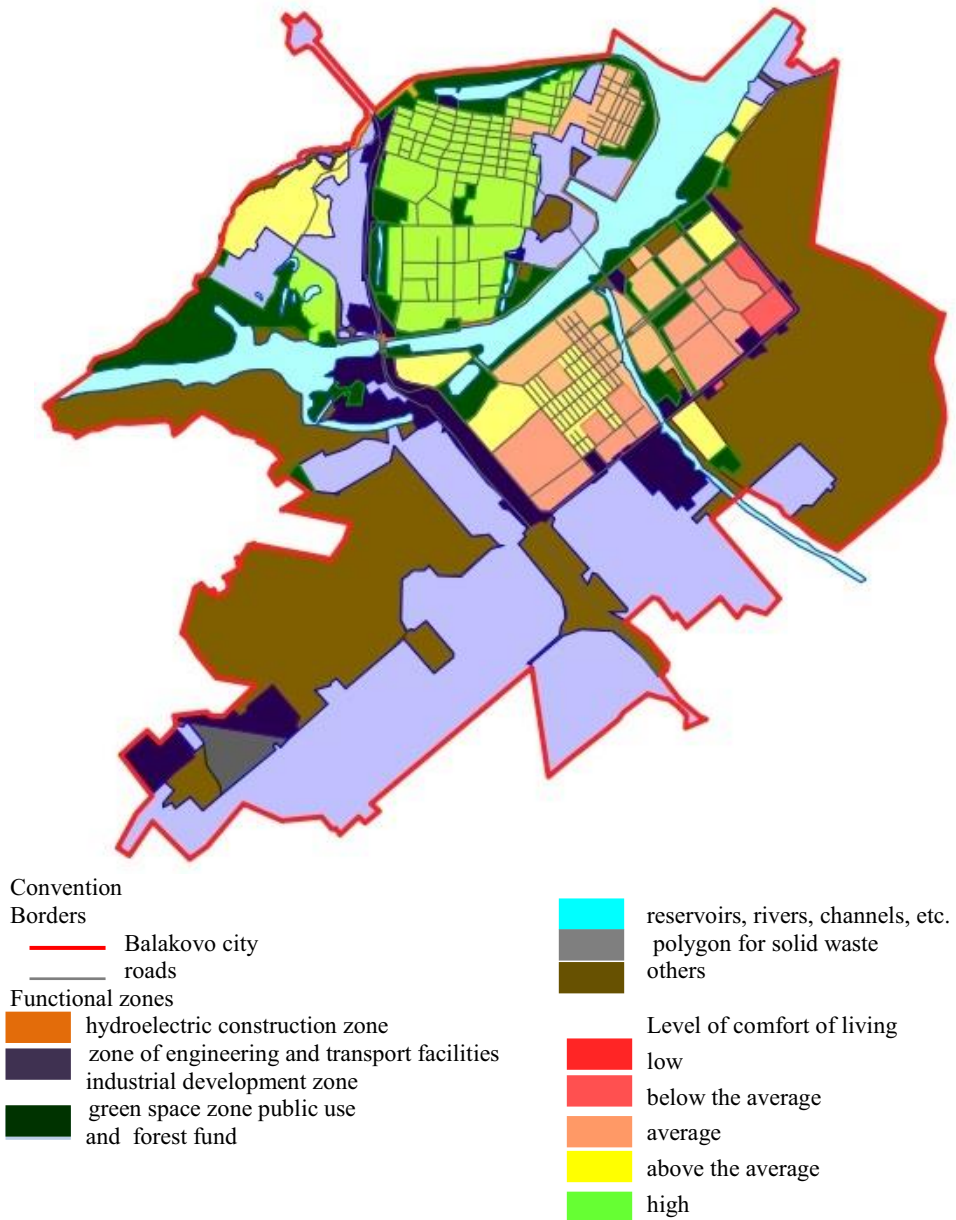 Convention
Borders
Balakovo city
roads
Functional zones
hydroelectric construction zone
zone of engineering and transport facilities
industrial development zone
green space zone public use
and forest fund
reservoirs, rivers, channels, etc.
polygon for solid waste
others
Level of comfort of living
low
below the average
average
above the average
high